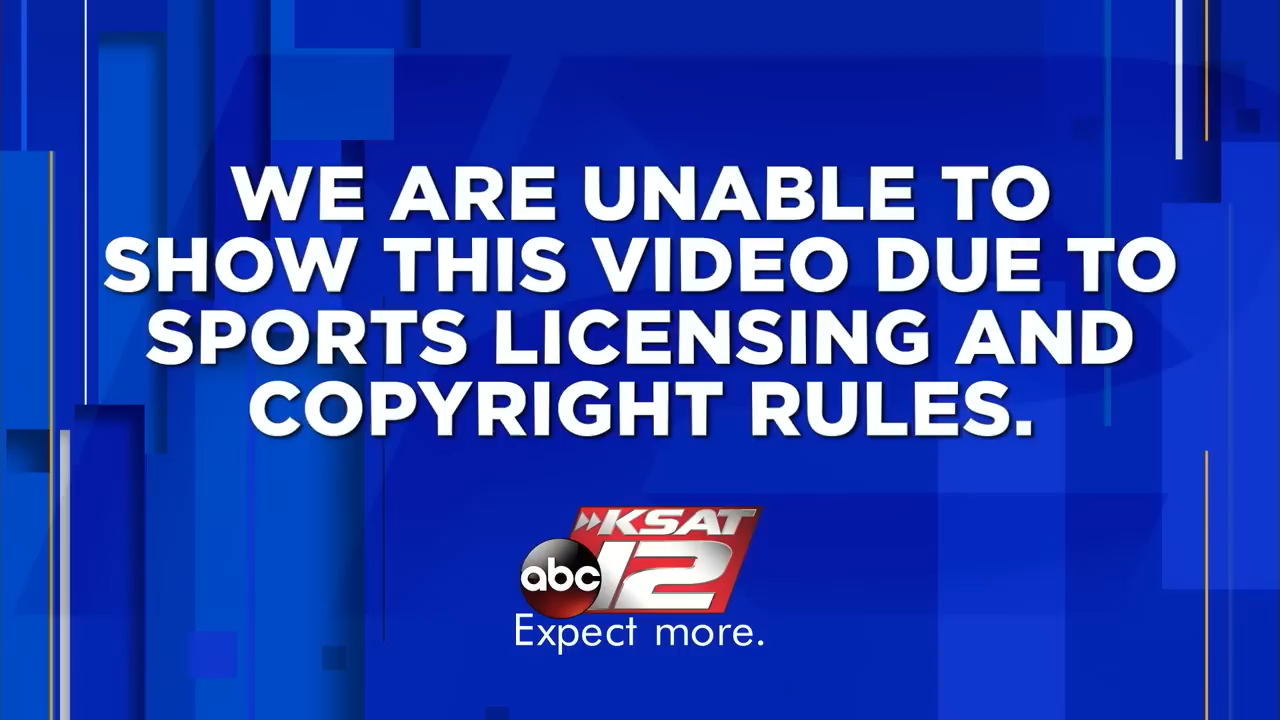 WE ARE UNABLE TO
SHOW THIS VIDEO DUE TO
SPORTS LICENSING AND
COPYRIGHT RULES.
KSAT
abc 12
Expect more.